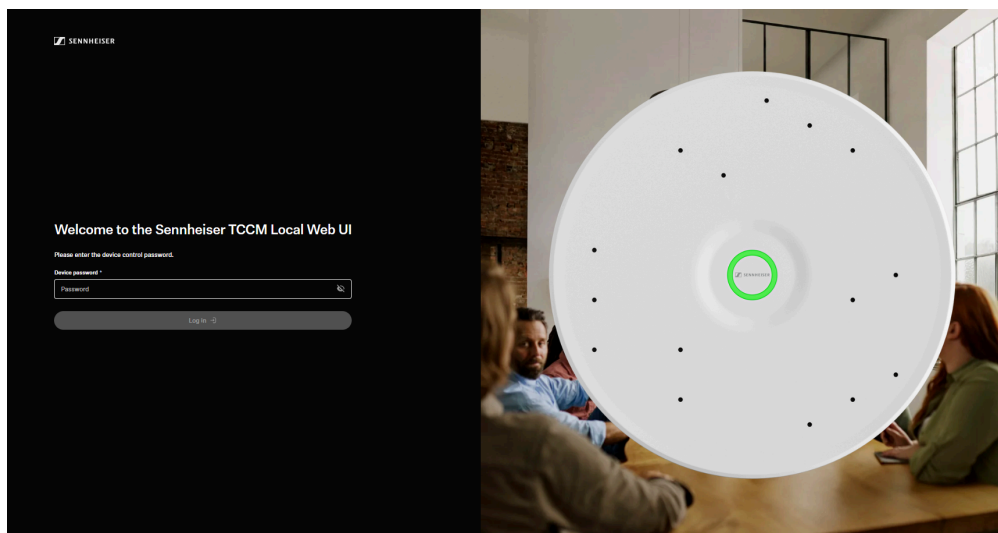 SENNHEISER
Welcome to the Sennheiser TCCM Local Web UI
Please enter the device control password.
Device password *
Password
Log In
SENNHEISER